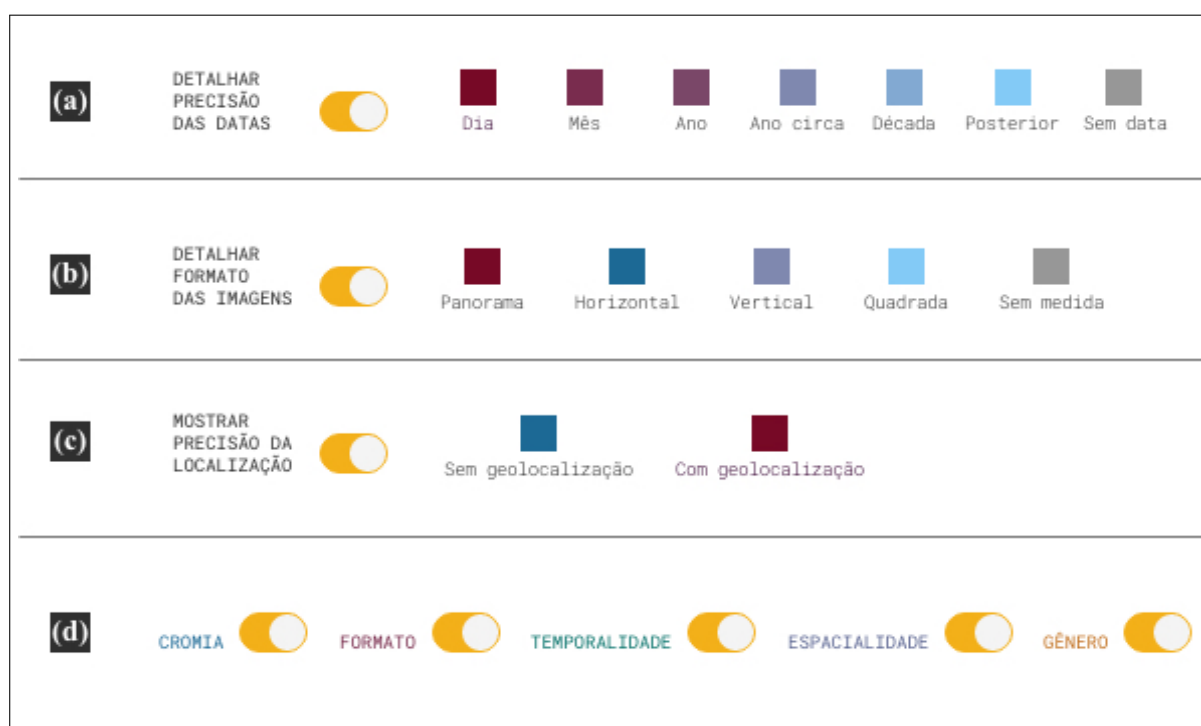 (a)
DETALHAR
PRECISÃO
DAS DATAS
Dia Mês Ano Ano circa Década Posterior Sem data
(b)
DETALHAR
FORMATO
DAS IMAGENS
Panorama Horizontal Vertical Quadrada Sem medida
(c)
MOSTRAR
PRECISÃO DA
LOCALIZAÇÃO
Sem geolocalização Com geolocalização
(d)
CROMIA FORMATO TEMPORALIDADE ESPACIALIDADE GÊNERO